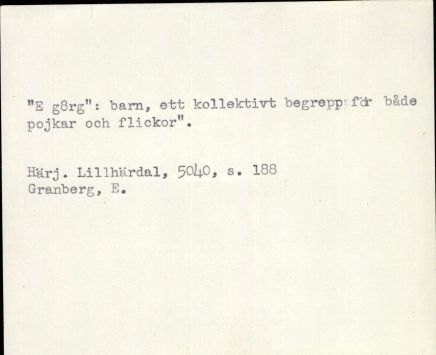 "E g8rg": barn, ett kollektivt begrepp för både
pojkar och flickor".
Härj. Lillhärdal, 5040, s. 188
Granberg, E.